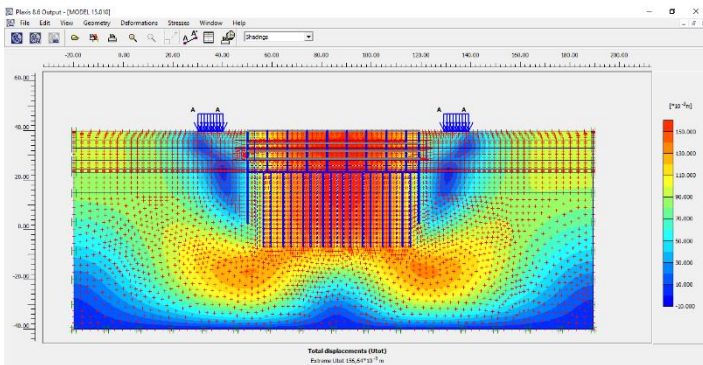 Plaxis 8.6 Output - [MODEL 15.010]
File Edit View Geometry Deformations Stresses Window Help
Shadings
-20.00 0.00 20.00 40.00 60.00 80.00 100.00 120.00 140.00 160.00 180.00 200.00
60.00
40.00
20.00
0.00
-20.00
-40.00
A A A A
[*10⁻³m]
150.000
130.000
110.000
90.000
70.000
50.000
30.000
10.000
-10.000
Total displacements (Utot)
Extreme Utot 156,64*10⁻³ m